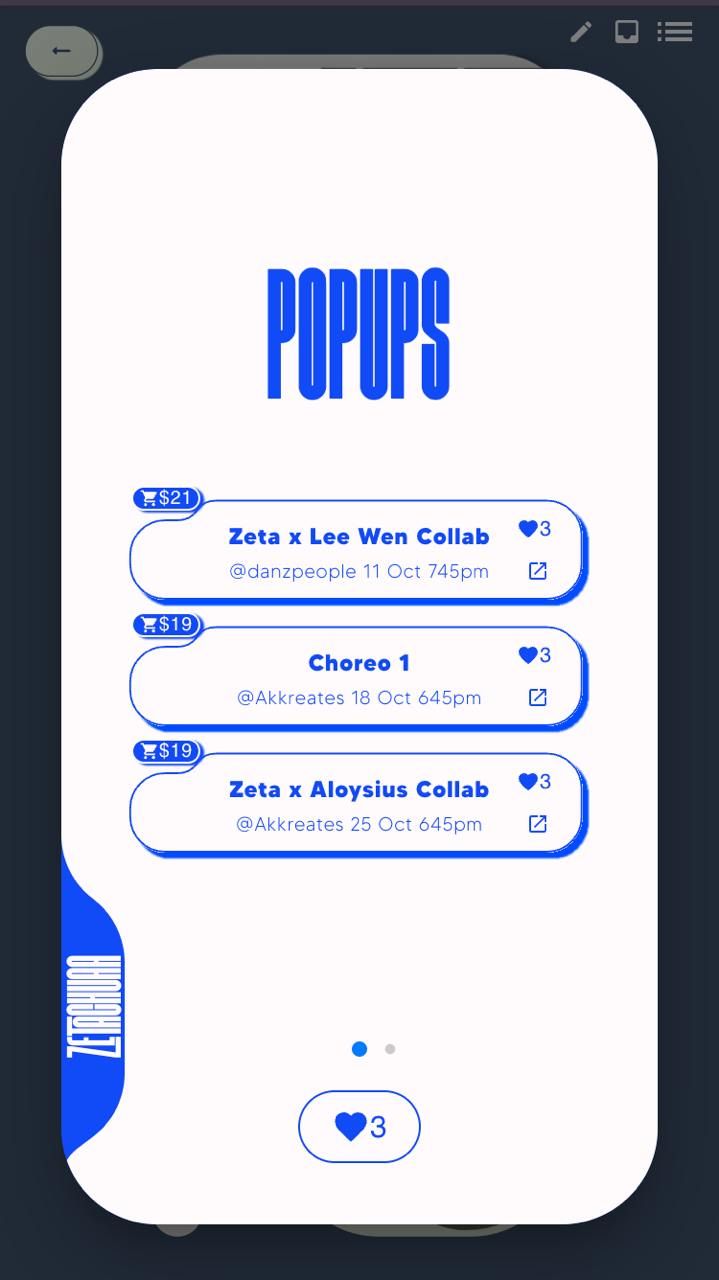 POPUPS
$21
Zeta x Lee Wen Collab
3
@danzpeople 11 Oct 745pm
$19
Choreo 1
3
@Akkreates 18 Oct 645pm
$19
Zeta x Aloysius Collab
3
@Akkreates 25 Oct 645pm
ZETACHUAA
3